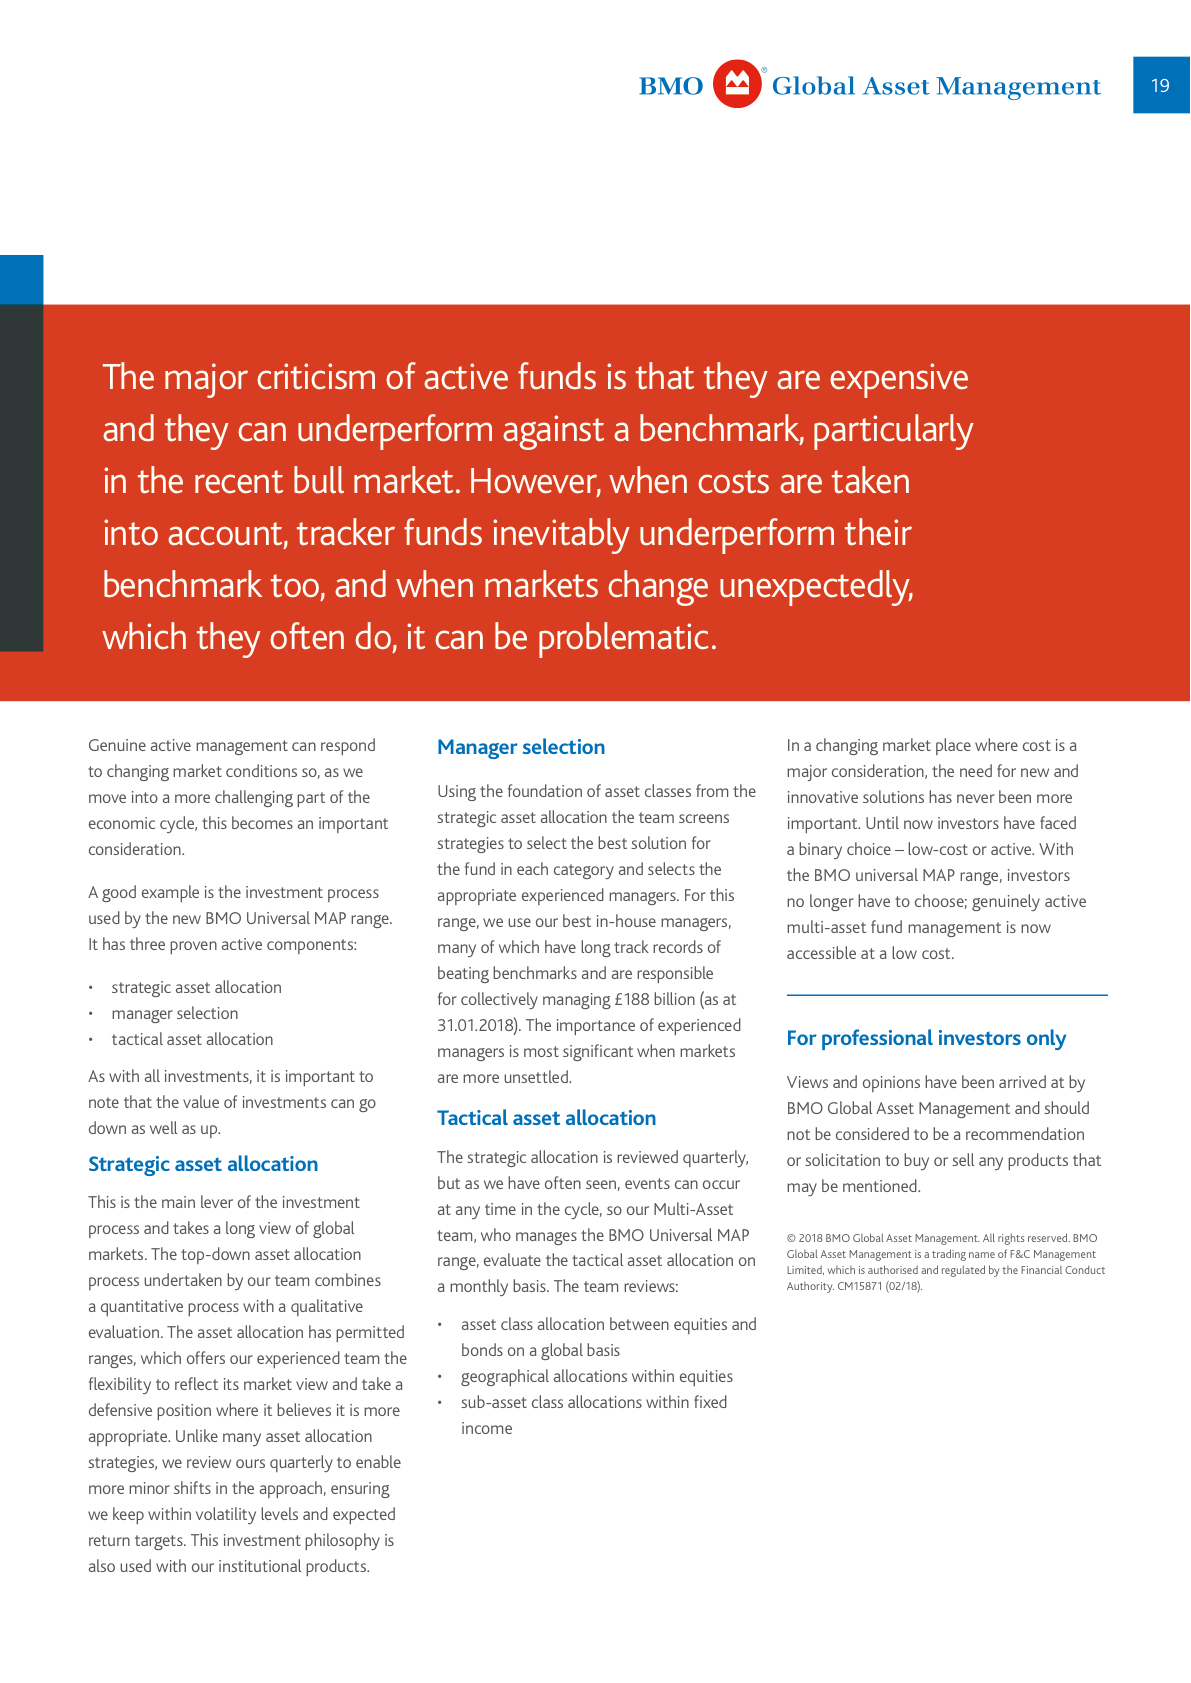 BMO ® Global Asset Management
19
The major criticism of active funds is that they are expensive
and they can underperform against a benchmark, particularly
in the recent bull market. However, when costs are taken
into account, tracker funds inevitably underperform their
benchmark too, and when markets change unexpectedly,
which they often do, it can be problematic.
Genuine active management can respond
to changing market conditions so, as we
move into a more challenging part of the
economic cycle, this becomes an important
consideration.
A good example is the investment process
used by the new BMO Universal MAP range.
It has three proven active components:
• strategic asset allocation
• manager selection
• tactical asset allocation
As with all investments, it is important to
note that the value of investments can go
down as well as up.
Strategic asset allocation
This is the main lever of the investment
process and takes a long view of global
markets. The top-down asset allocation
process undertaken by our team combines
a quantitative process with a qualitative
evaluation. The asset allocation has permitted
ranges, which offers our experienced team the
flexibility to reflect its market view and take a
defensive position where it believes it is more
appropriate. Unlike many asset allocation
strategies, we review ours quarterly to enable
more minor shifts in the approach, ensuring
we keep within volatility levels and expected
return targets. This investment philosophy is
also used with our institutional products.
Manager selection
Using the foundation of asset classes from the
strategic asset allocation the team screens
strategies to select the best solution for
the fund in each category and selects the
appropriate experienced managers. For this
range, we use our best in-house managers,
many of which have long track records of
beating benchmarks and are responsible
for collectively managing £188 billion (as at
31.01.2018). The importance of experienced
managers is most significant when markets
are more unsettled.
Tactical asset allocation
The strategic allocation is reviewed quarterly,
but as we have often seen, events can occur
at any time in the cycle, so our Multi-Asset
team, who manages the BMO Universal MAP
range, evaluate the tactical asset allocation on
a monthly basis. The team reviews:
• asset class allocation between equities and
bonds on a global basis
• geographical allocations within equities
• sub-asset class allocations within fixed
income
In a changing market place where cost is a
major consideration, the need for new and
innovative solutions has never been more
important. Until now investors have faced
a binary choice – low-cost or active. With
the BMO universal MAP range, investors
no longer have to choose; genuinely active
multi-asset fund management is now
accessible at a low cost.
For professional investors only
Views and opinions have been arrived at by
BMO Global Asset Management and should
not be considered to be a recommendation
or solicitation to buy or sell any products that
may be mentioned.
© 2018 BMO Global Asset Management. All rights reserved. BMO
Global Asset Management is a trading name of F&C Management
Limited, which is authorised and regulated by the Financial Conduct
Authority. CM15871 (02/18).